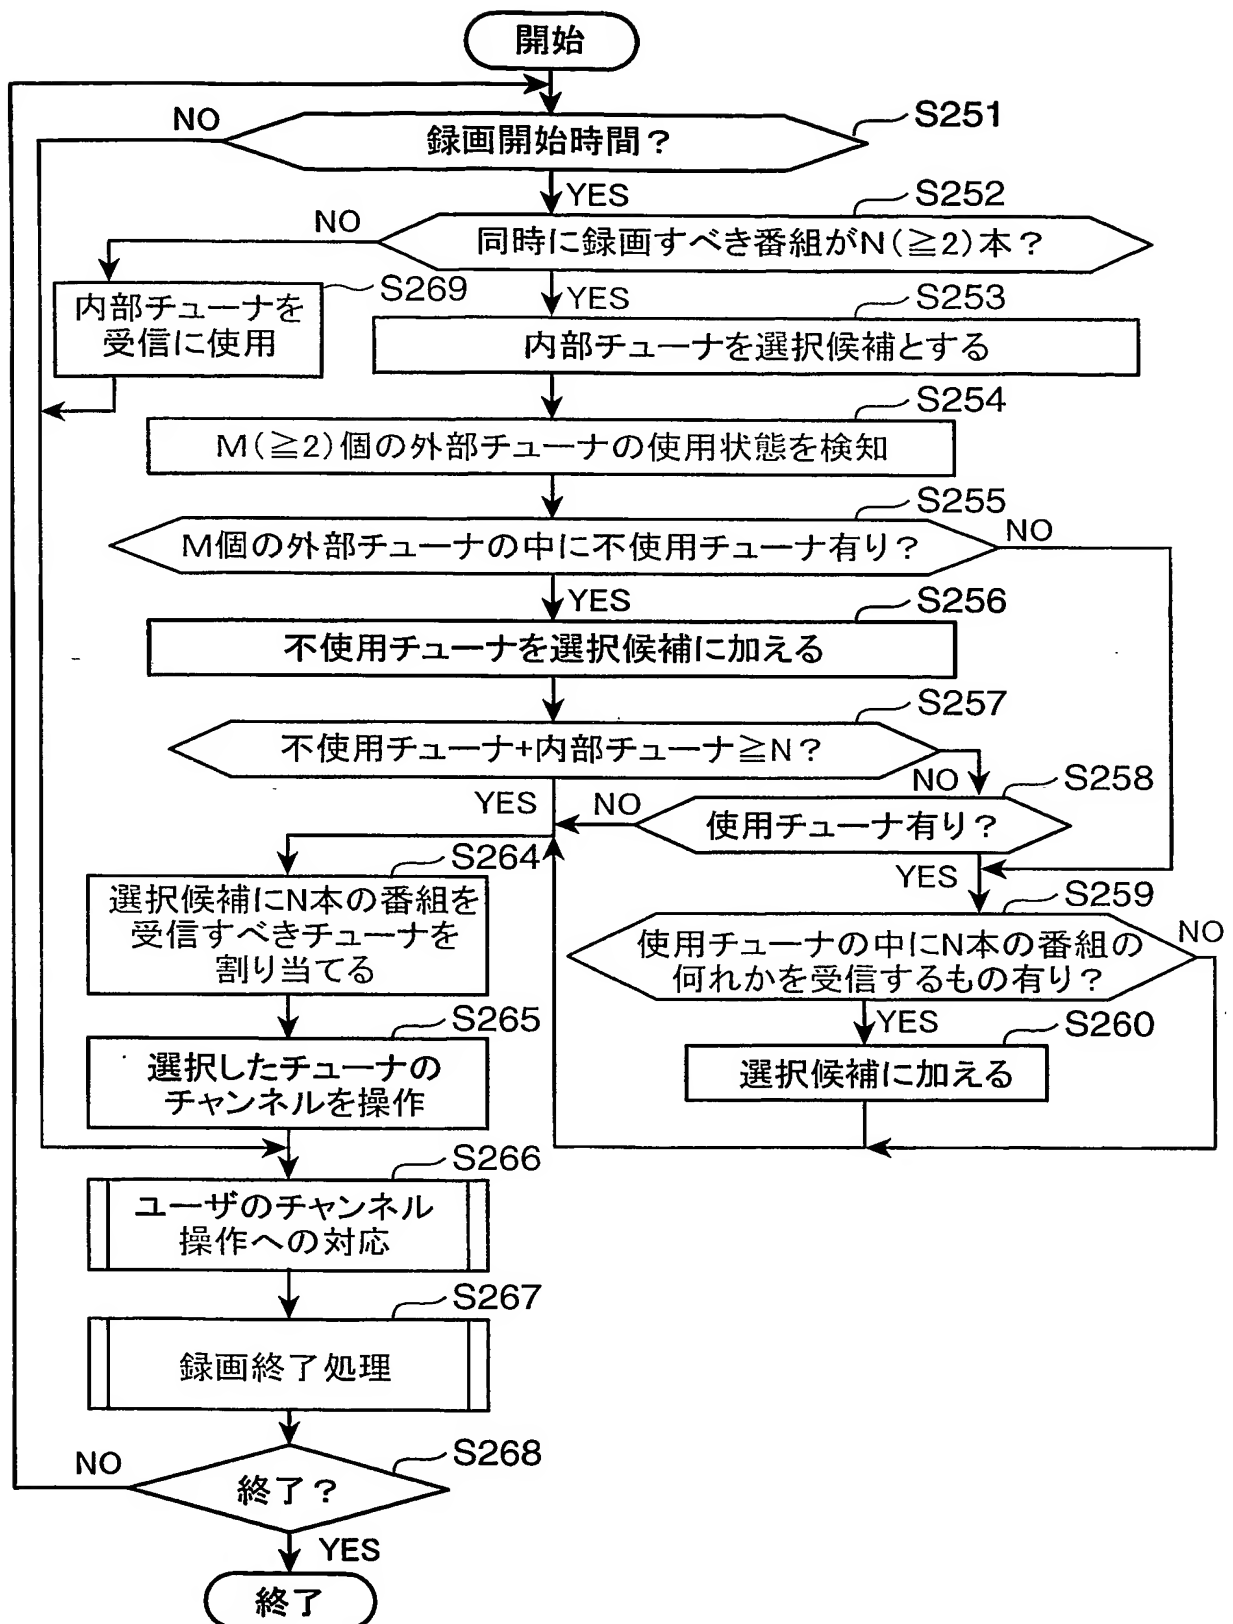 開始
NO
S251
録画開始時間？
YES
S252
NO
同時に録画すべき番組がN(≧2)本？
S269
YES
S253
内部チューナを
受信に使用
内部チューナを選択候補とする
S254
M(≧2)個の外部チューナの使用状態を検知
S255
M個の外部チューナの中に不使用チューナ有り？
NO
YES
S256
不使用チューナを選択候補に加える
S257
不使用チューナ+内部チューナ≧N？
NO
S258
YES
NO
使用チューナ有り？
S264
YES
S259
選択候補にN本の番組を
受信すべきチューナを
割り当てる
使用チューナの中にN本の番組の
何れかを受信するもの有り？
NO
YES
S260
選択候補に加える
S265
選択したチューナの
チャンネルを操作
S266
ユーザのチャンネル
操作への対応
S267
録画終了処理
S268
NO
終了？
YES
終了